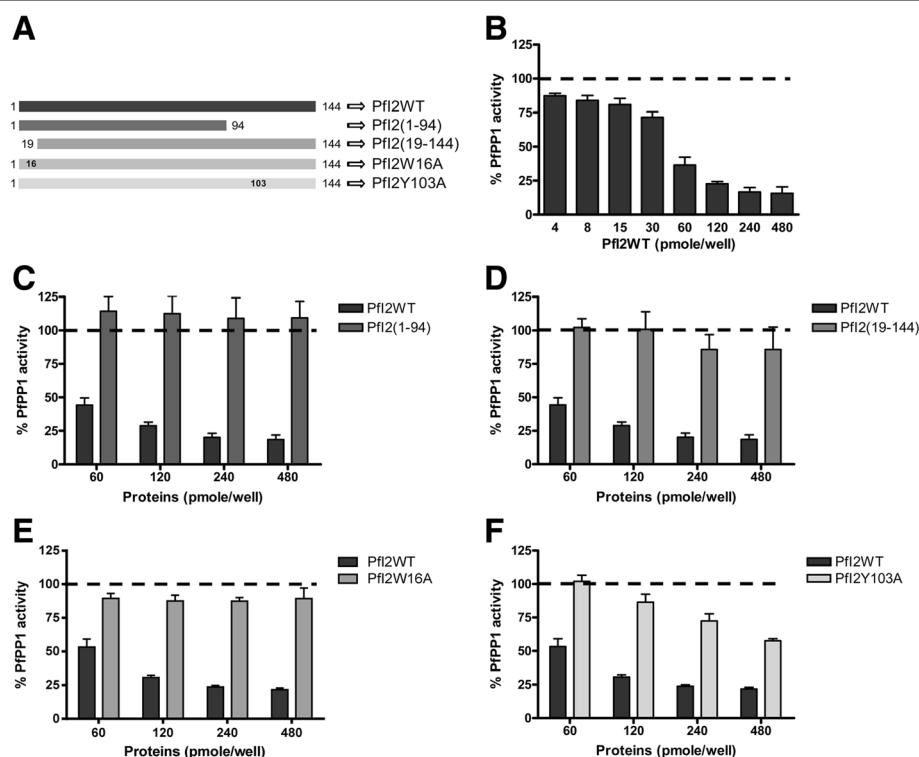 A
1 144 ⇨ PfI2WT
1 94 ⇨ PfI2(1-94)
19 144 ⇨ PfI2(19-144)
1 16 144 ⇨ PfI2W16A
1 103 144 ⇨ PfI2Y103A
B
% PfPP1 activity
125
100
75
50
25
0
4 8 15 30 60 120 240 480
PfI2WT (pmole/well)
C
% PfPP1 activity
125
100
75
50
25
0
60 120 240 480
Proteins (pmole/well)
PfI2WT
PfI2(1-94)
D
% PfPP1 activity
125
100
75
50
25
0
60 120 240 480
Proteins (pmole/well)
PfI2WT
PfI2(19-144)
E
% PfPP1 activity
125
100
75
50
25
0
60 120 240 480
Proteins (pmole/well)
PfI2WT
PfI2W16A
F
% PfPP1 activity
125
100
75
50
25
0
60 120 240 480
Proteins (pmole/well)
PfI2WT
PfI2Y103A